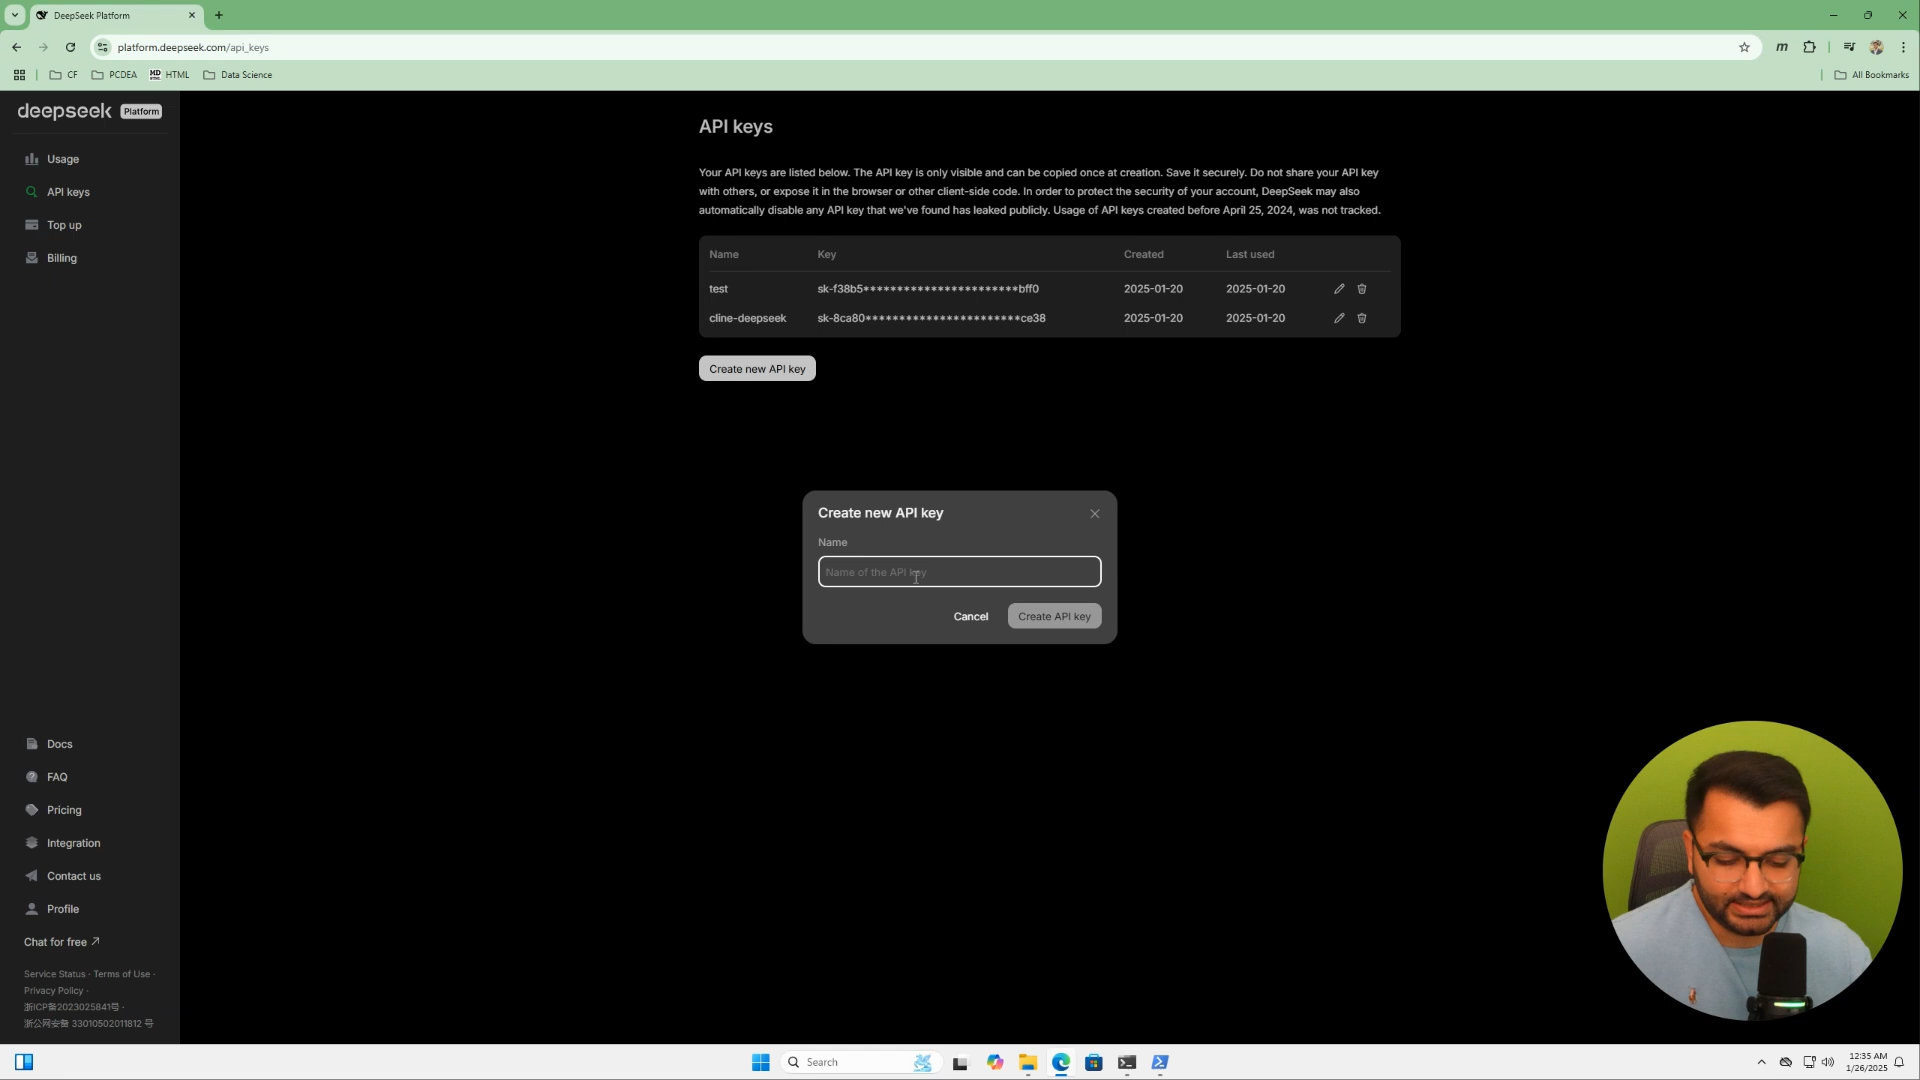 DeepSeek Platform
platform.deepseek.com/api_keys
CF
PCDEA
HTML
Data Science
All Bookmarks
deepseek Platform
Usage
API keys
Top up
Billing
API keys
Your API keys are listed below. The API key is only visible and can be copied once at creation. Save it securely. Do not share your API key
with others, or expose it in the browser or other client-side code. In order to protect the security of your account, DeepSeek may also
automatically disable any API key that we've found has leaked publicly. Usage of API keys created before April 25, 2024, was not tracked.
Name Key Created Last used
test sk-f38b5***********************bff0 2025-01-20 2025-01-20
cline-deepseek sk-8ca80***********************ce38 2025-01-20 2025-01-20
Create new API key
Create new API key
Name
Name of the API key
Cancel Create API key
Docs
FAQ
Pricing
Integration
Contact us
Profile
Chat for free
Service Status · Terms of Use ·
Privacy Policy ·
浙ICP备2023025841号 ·
浙公网安备 33010502011812 号
Search
12:35 AM
1/26/2025